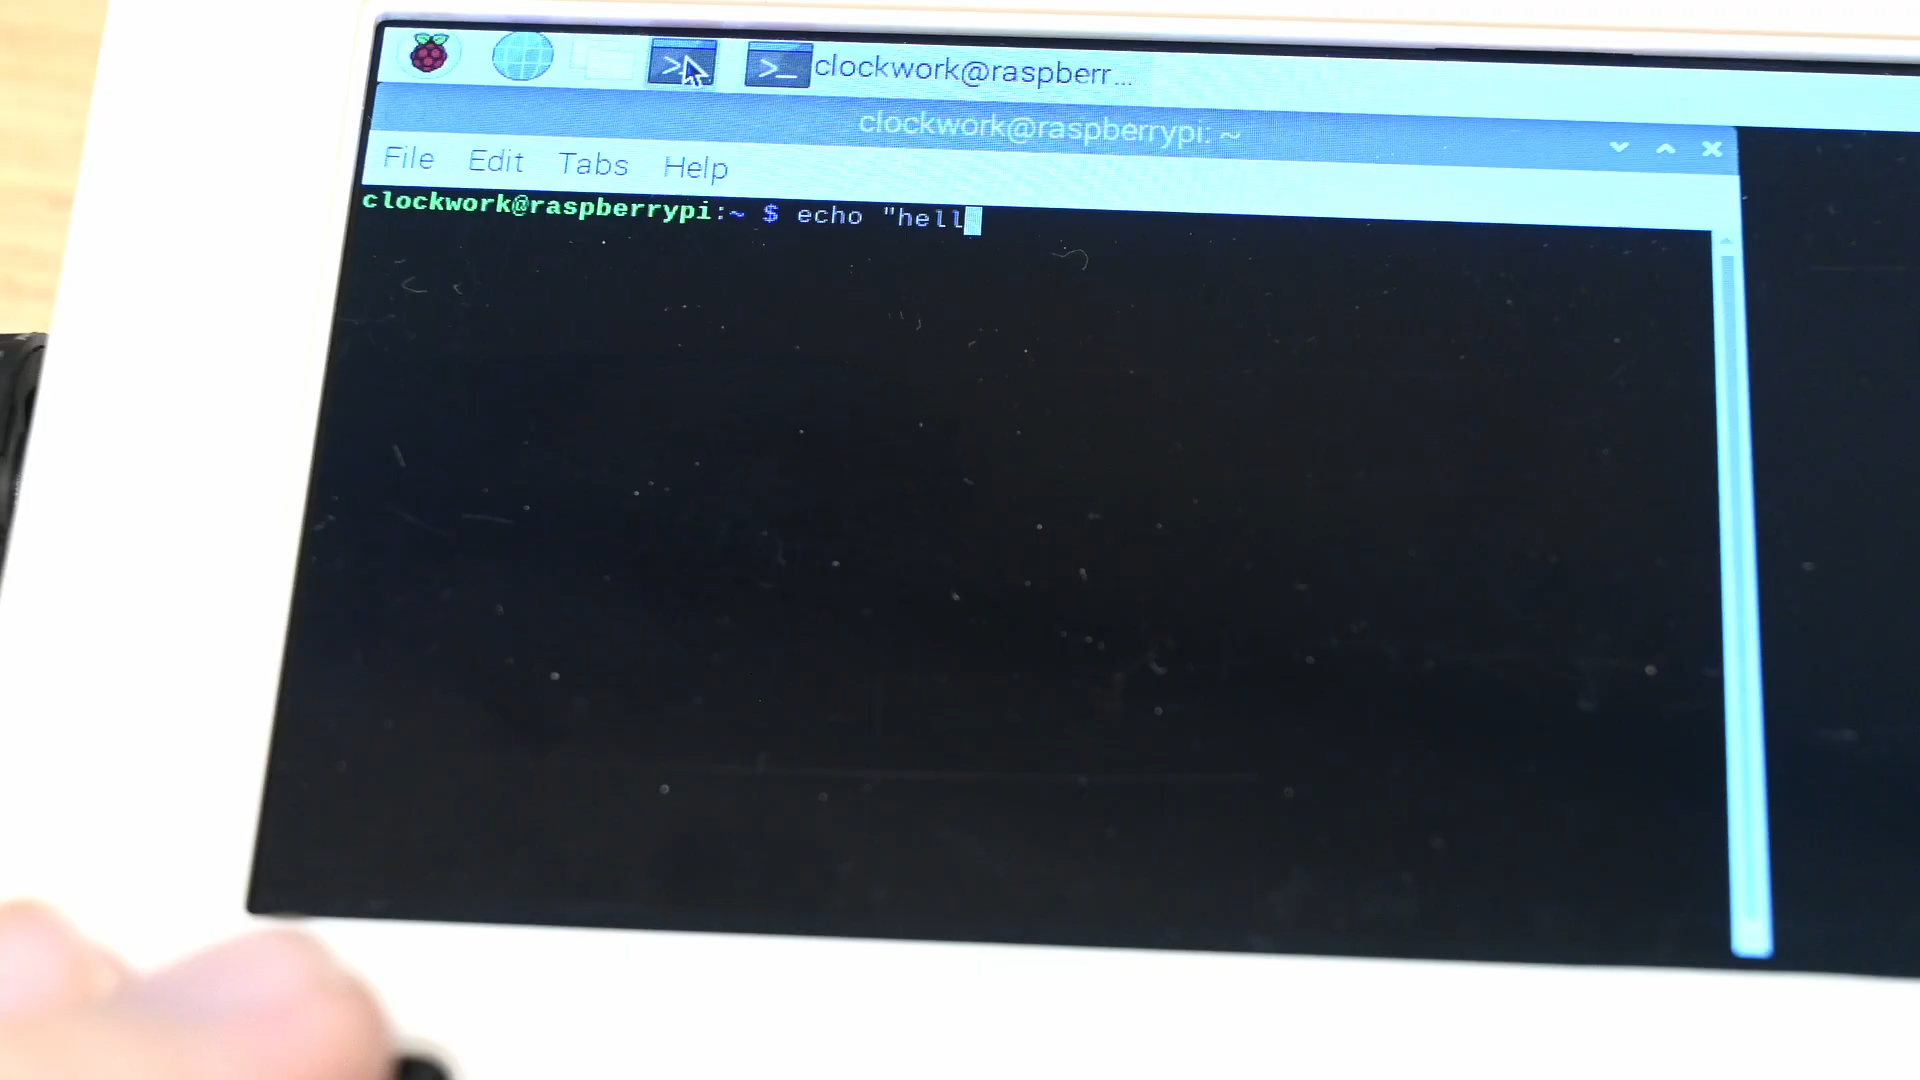 >_ clockwork@raspberr...
clockwork@raspberrypi: ~
File Edit Tabs Help
clockwork@raspberrypi:~ $ echo "hell